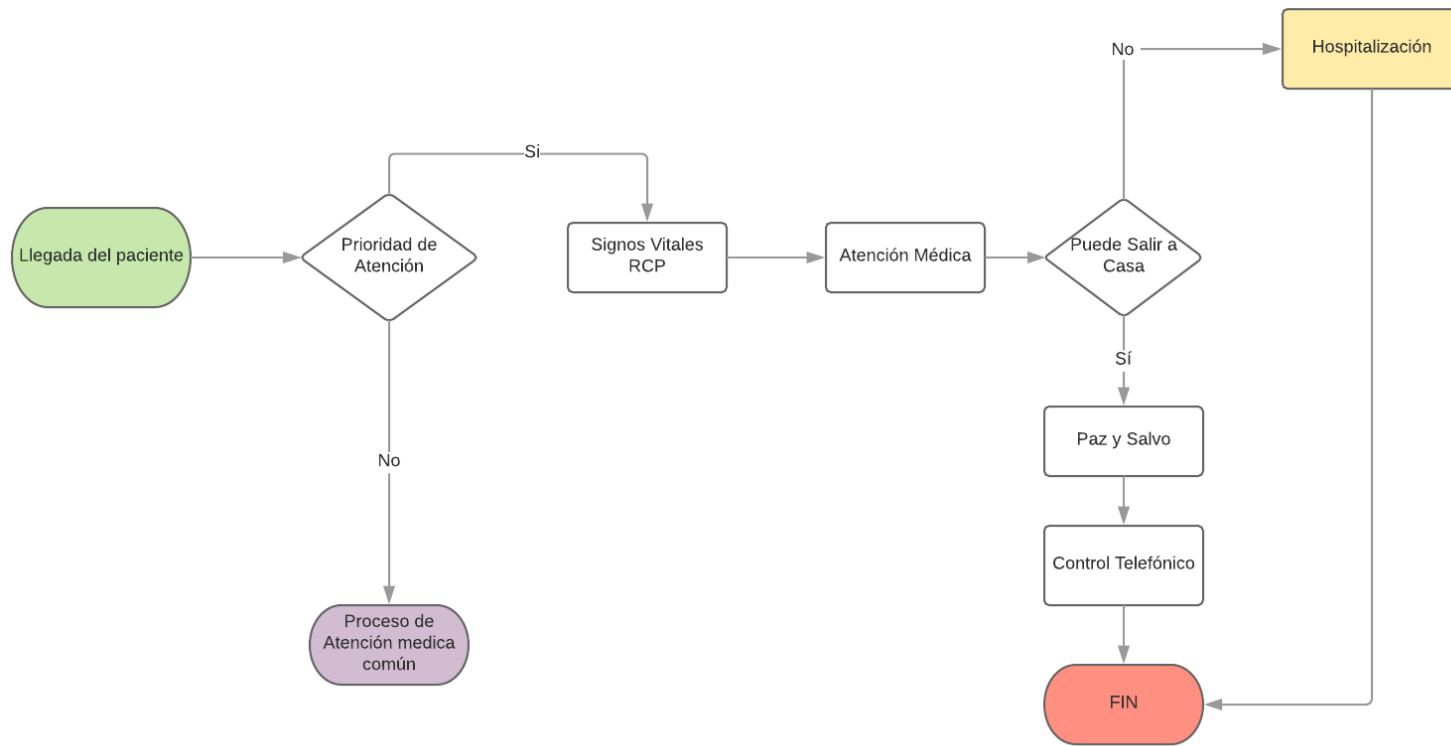 Llegada del paciente
Prioridad de
Atención
Si
No
Proceso de
Atención medica
común
Signos Vitales
RCP
Atención Médica
Puede Salir a
Casa
No
Hospitalización
Sí
Paz y Salvo
Control Telefónico
FIN